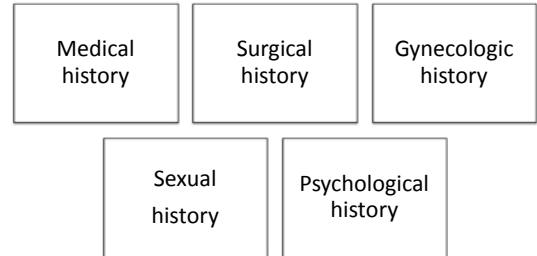 Medical
history
Surgical
history
Gynecologic
history
Sexual
history
Psychological
history